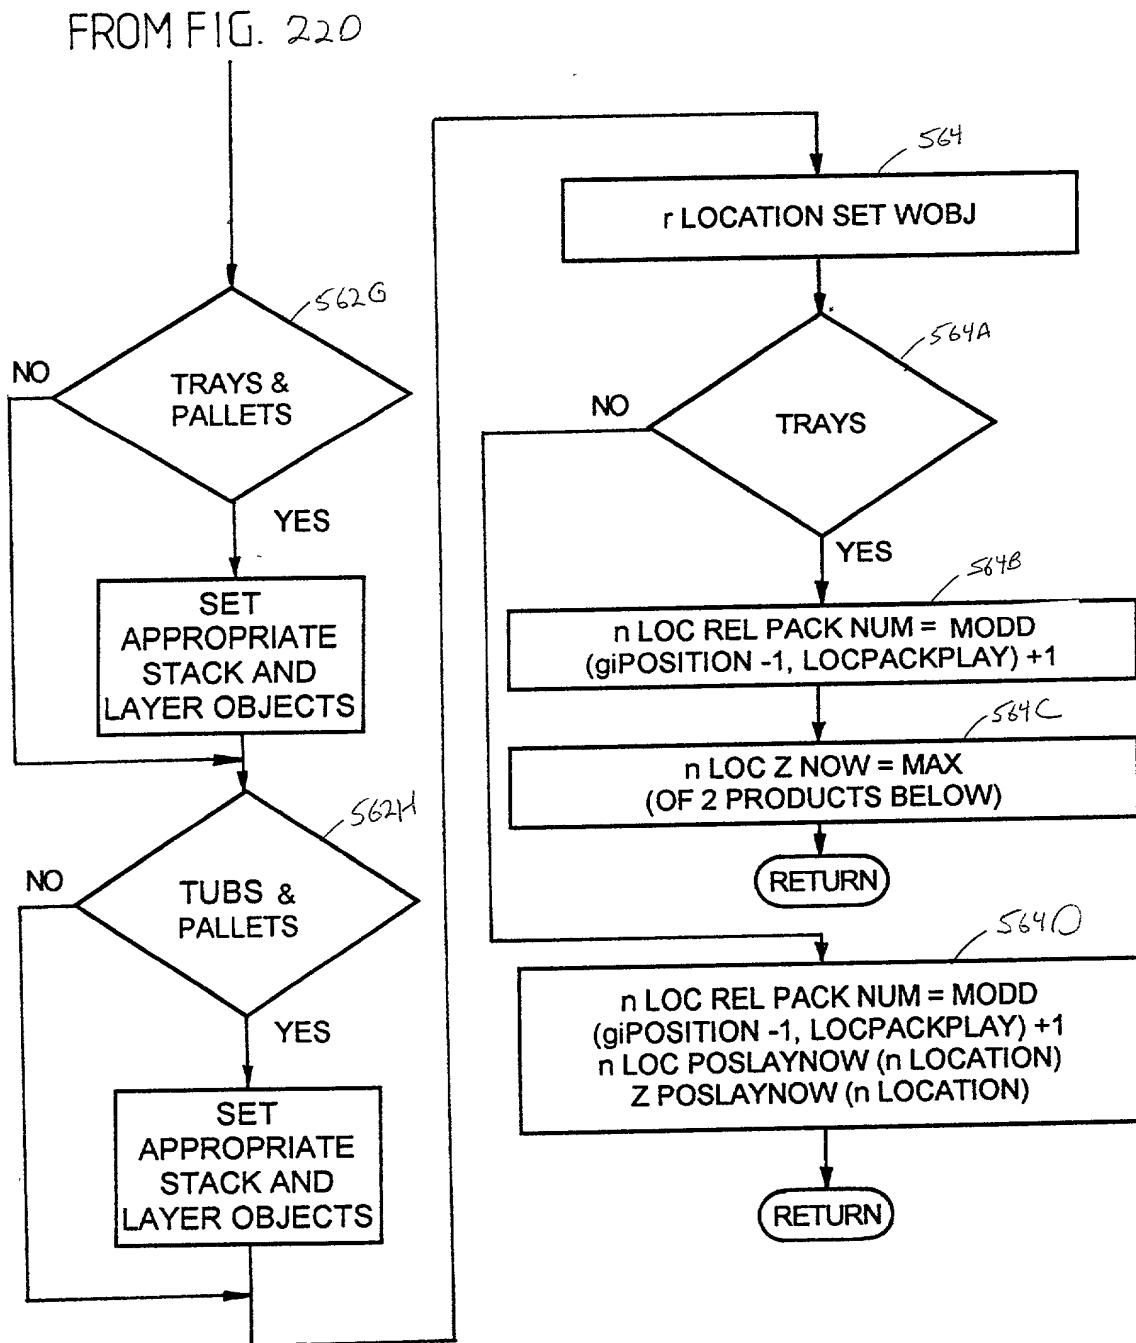 FROM FIG. 22D
562G
NO
TRAYS &
PALLETS
YES
SET
APPROPRIATE
STACK AND
LAYER OBJECTS
562H
NO
TUBS &
PALLETS
YES
SET
APPROPRIATE
STACK AND
LAYER OBJECTS
564
r LOCATION SET WOBJ
564A
NO
TRAYS
YES
564B
n LOC REL PACK NUM = MODD
(giPOSITION -1, LOCPACKPLAY) +1
564C
n LOC Z NOW = MAX
(OF 2 PRODUCTS BELOW)
RETURN
564D
n LOC REL PACK NUM = MODD
(giPOSITION -1, LOCPACKPLAY) +1
n LOC POSLAYNOW (n LOCATION)
Z POSLAYNOW (n LOCATION)
RETURN